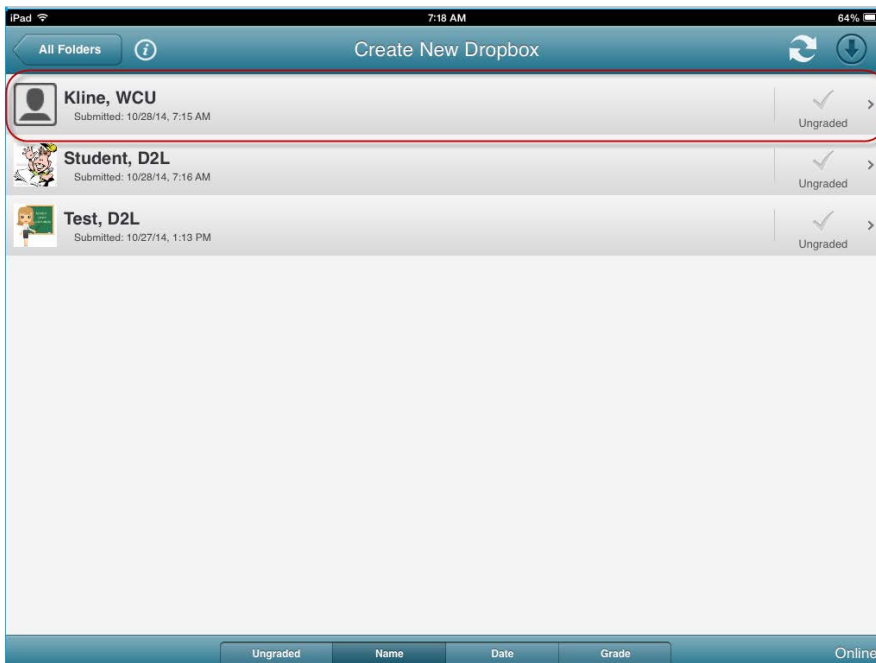 iPad 7:18 AM 64%
All Folders Create New Dropbox
Kline, WCU
Submitted: 10/28/14, 7:15 AM
Ungraded
Student, D2L
Submitted: 10/28/14, 7:16 AM
Ungraded
Test, D2L
Submitted: 10/27/14, 1:13 PM
Ungraded
Ungraded Name Date Grade Online